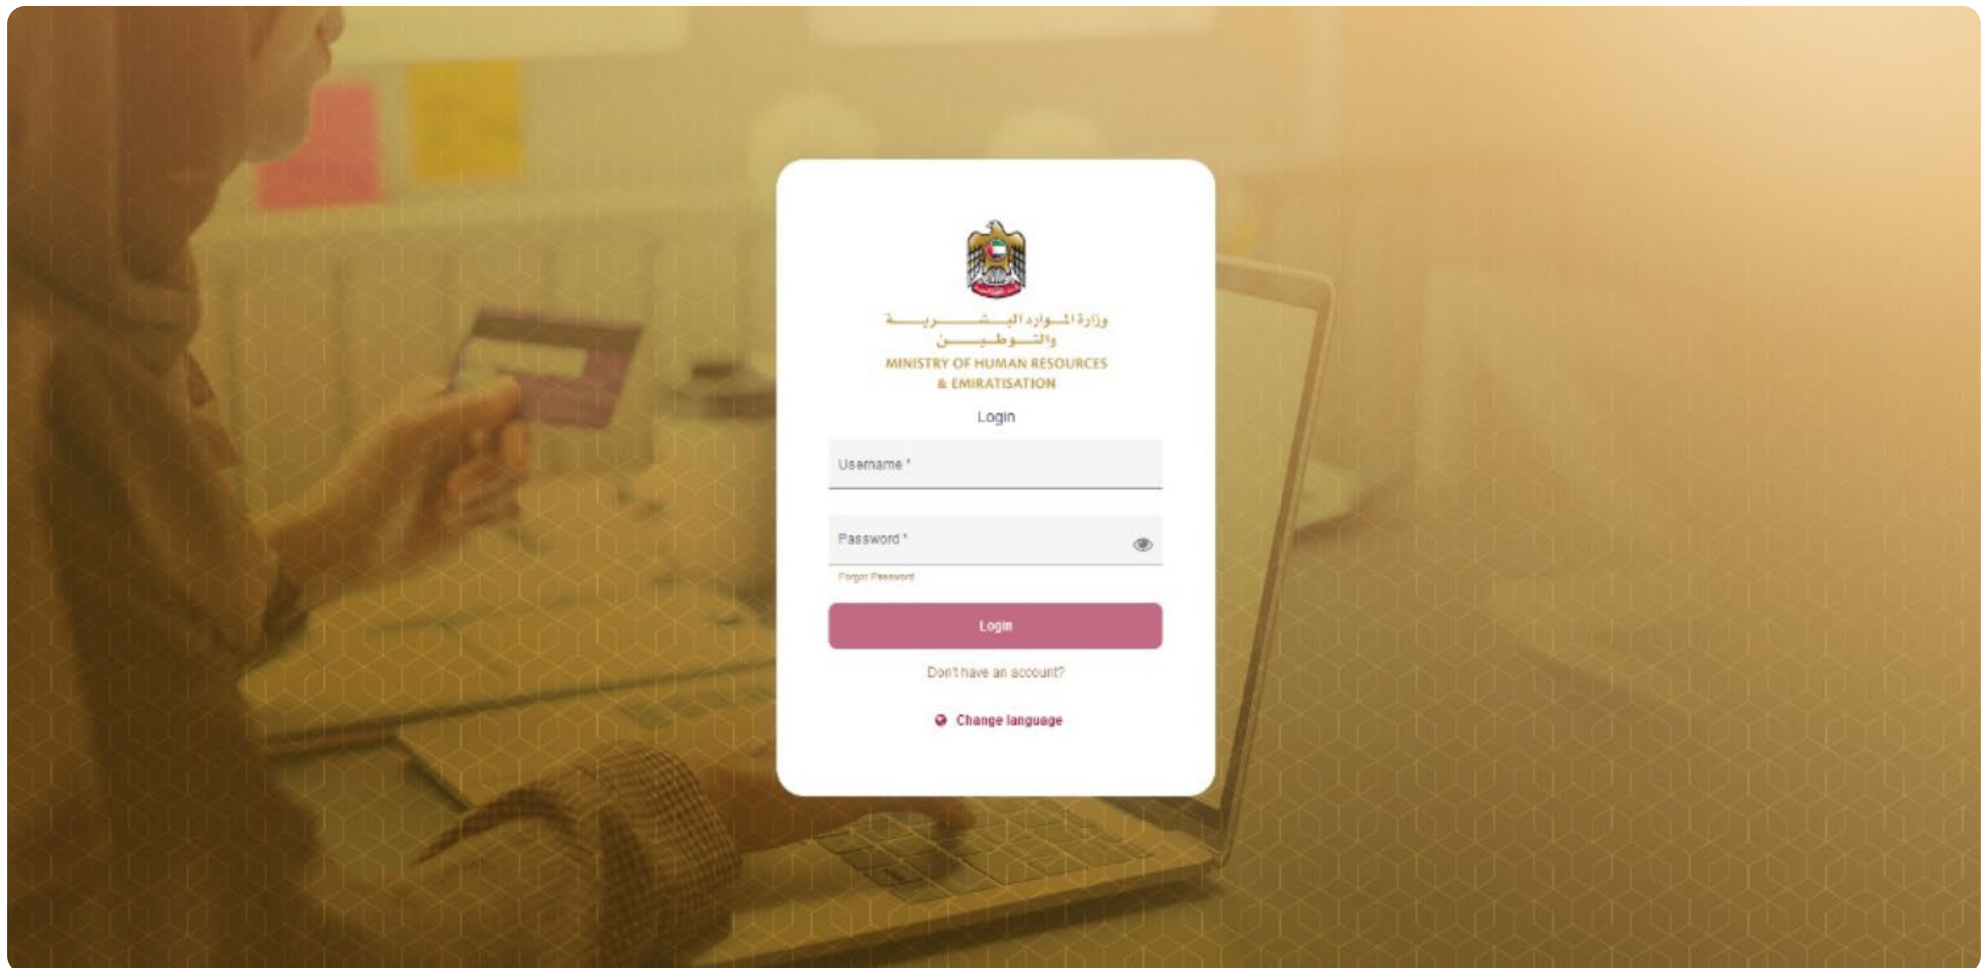 وزارة الموارد البشرية
والتوطين
MINISTRY OF HUMAN RESOURCES
& EMIRATISATION
Login
Username *
Password *
Forgot Password
Login
Don't have an account?
Change language